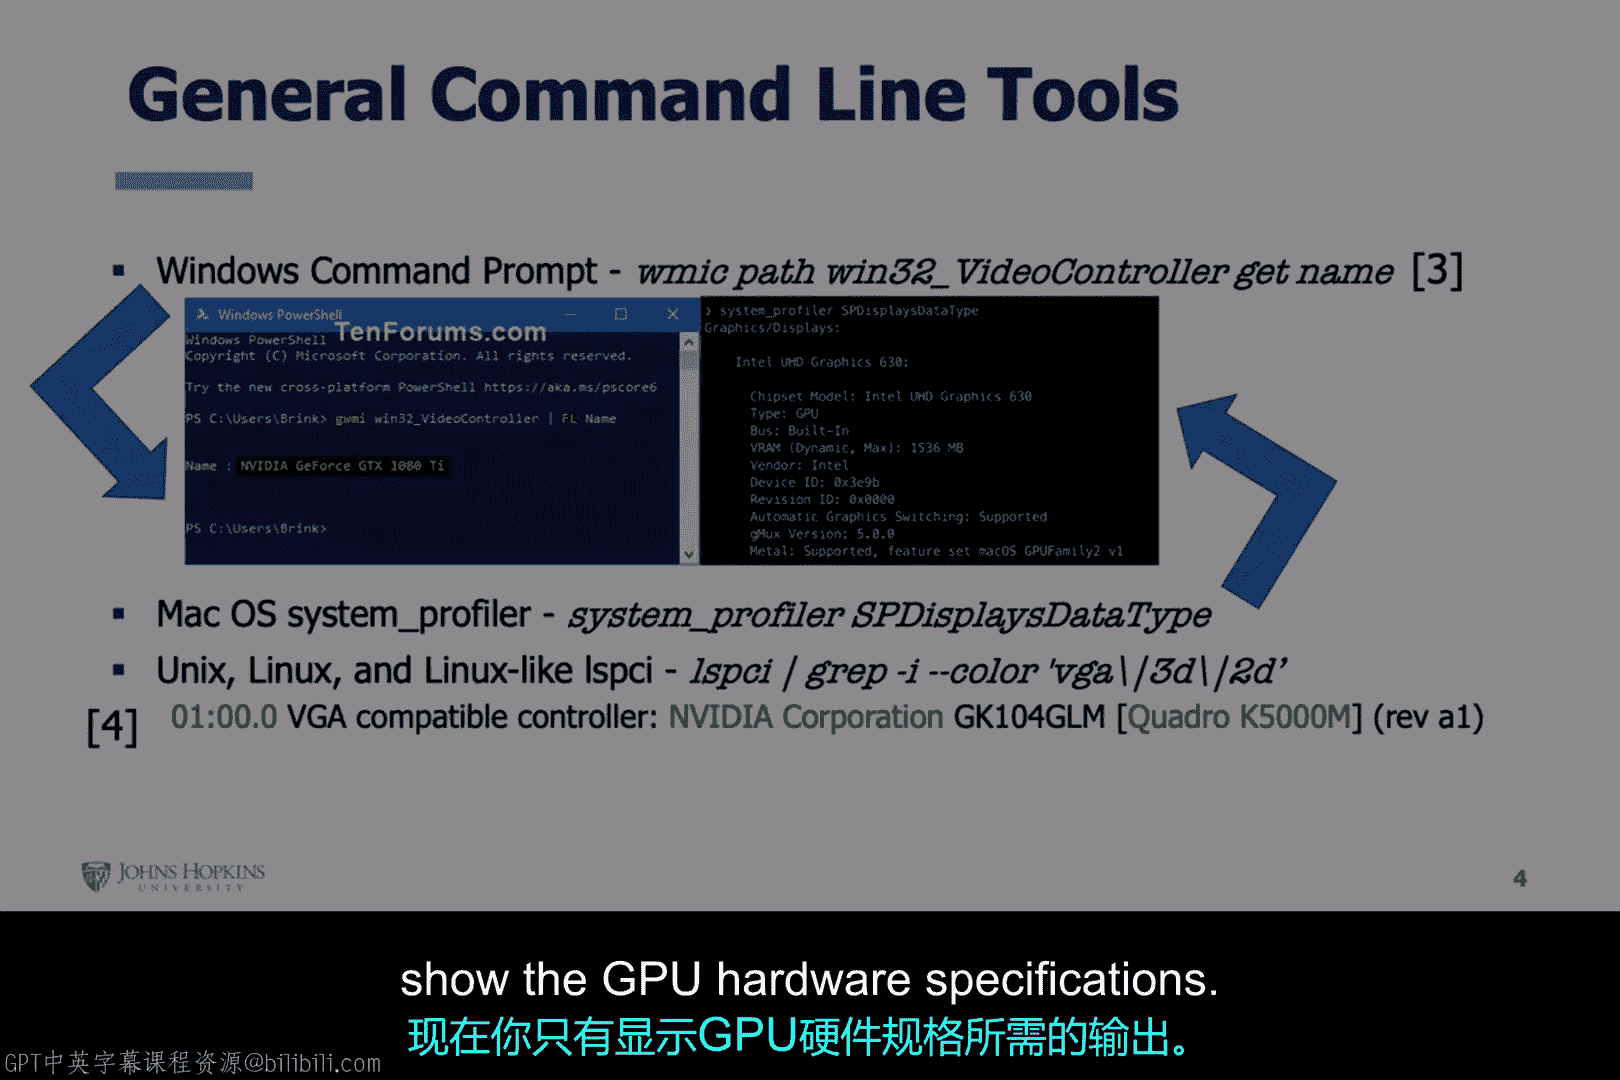 General Command Line Tools
▪ Windows Command Prompt - wmic path win32_VideoController get name [3]
Windows PowerShell
TenForums.com
Windows PowerShell
Copyright (C) Microsoft Corporation. All rights reserved.
Try the new cross-platform PowerShell https://aka.ms/pscore6
PS C:\Users\Brink> gwmi win32_VideoController | FL Name
Name : NVIDIA GeForce GTX 1080 Ti
PS C:\Users\Brink>
❯ system_profiler SPDisplaysDataType
Graphics/Displays:
Intel UHD Graphics 630:
Chipset Model: Intel UHD Graphics 630
Type: GPU
Bus: Built-In
VRAM (Dynamic, Max): 1536 MB
Vendor: Intel
Device ID: 0x3e9b
Revision ID: 0x0000
Automatic Graphics Switching: Supported
gMux Version: 5.0.0
Metal: Supported, feature set macOS GPUFamily2 v1
▪ Mac OS system_profiler - system_profiler SPDisplaysDataType
▪ Unix, Linux, and Linux-like lspci - lspci | grep -i --color 'vga\|3d\|2d’
[4] 01:00.0 VGA compatible controller: NVIDIA Corporation GK104GLM [Quadro K5000M] (rev a1)
JOHNS HOPKINS
UNIVERSITY
4
show the GPU hardware specifications.
现在你只有显示GPU硬件规格所需的输出。
GPT中英字幕课程资源@bilibili.com